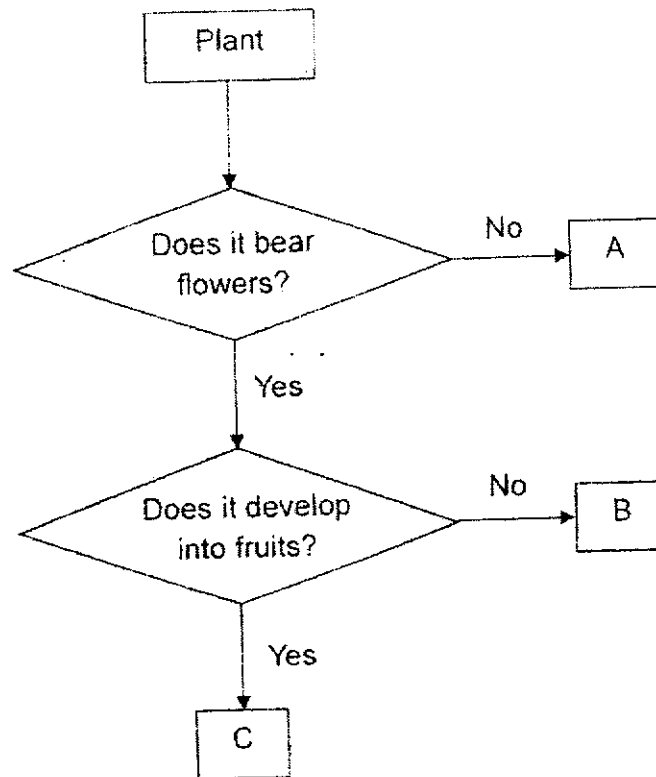 Plant
Does it bear
flowers?
No
A
Yes
Does it develop
into fruits?
No
B
Yes
C